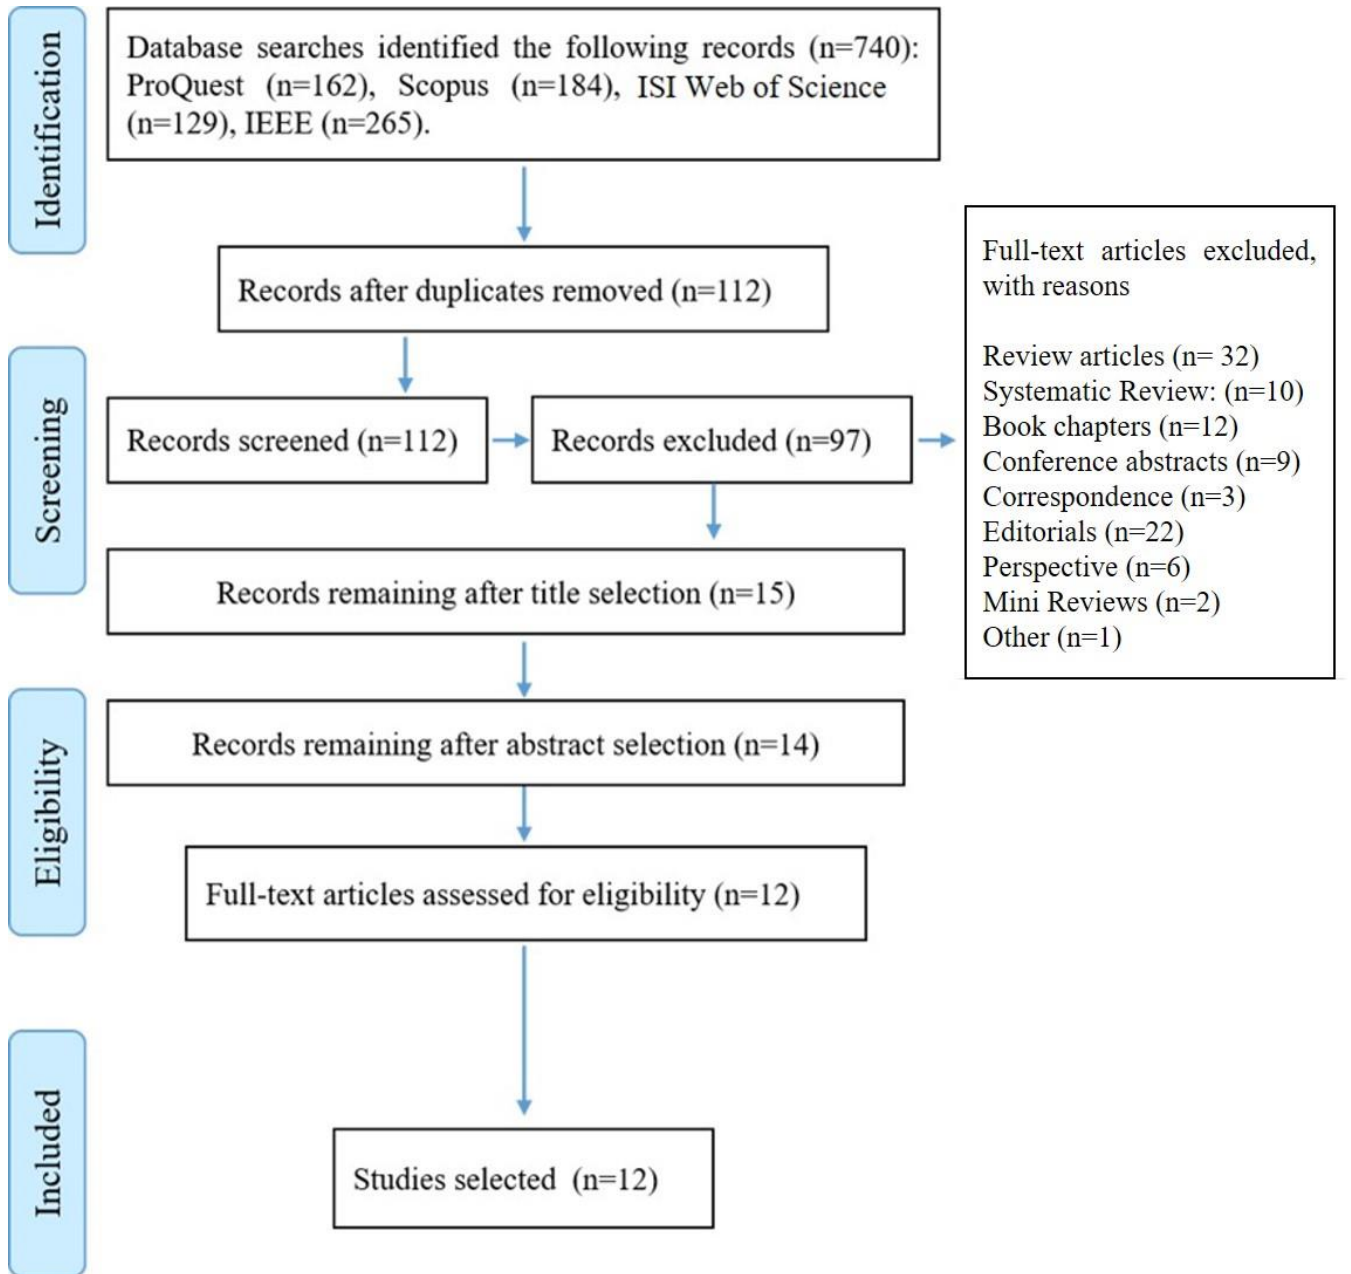 Identification
Database searches identified the following records (n=740):
ProQuest (n=162), Scopus (n=184), ISI Web of Science
(n=129), IEEE (n=265).
Records after duplicates removed (n=112)
Screening
Records screened (n=112)
Records excluded (n=97)
Full-text articles excluded,
with reasons
Review articles (n= 32)
Systematic Review: (n=10)
Book chapters (n=12)
Conference abstracts (n=9)
Correspondence (n=3)
Editorials (n=22)
Perspective (n=6)
Mini Reviews (n=2)
Other (n=1)
Records remaining after title selection (n=15)
Eligibility
Records remaining after abstract selection (n=14)
Full-text articles assessed for eligibility (n=12)
Included
Studies selected (n=12)